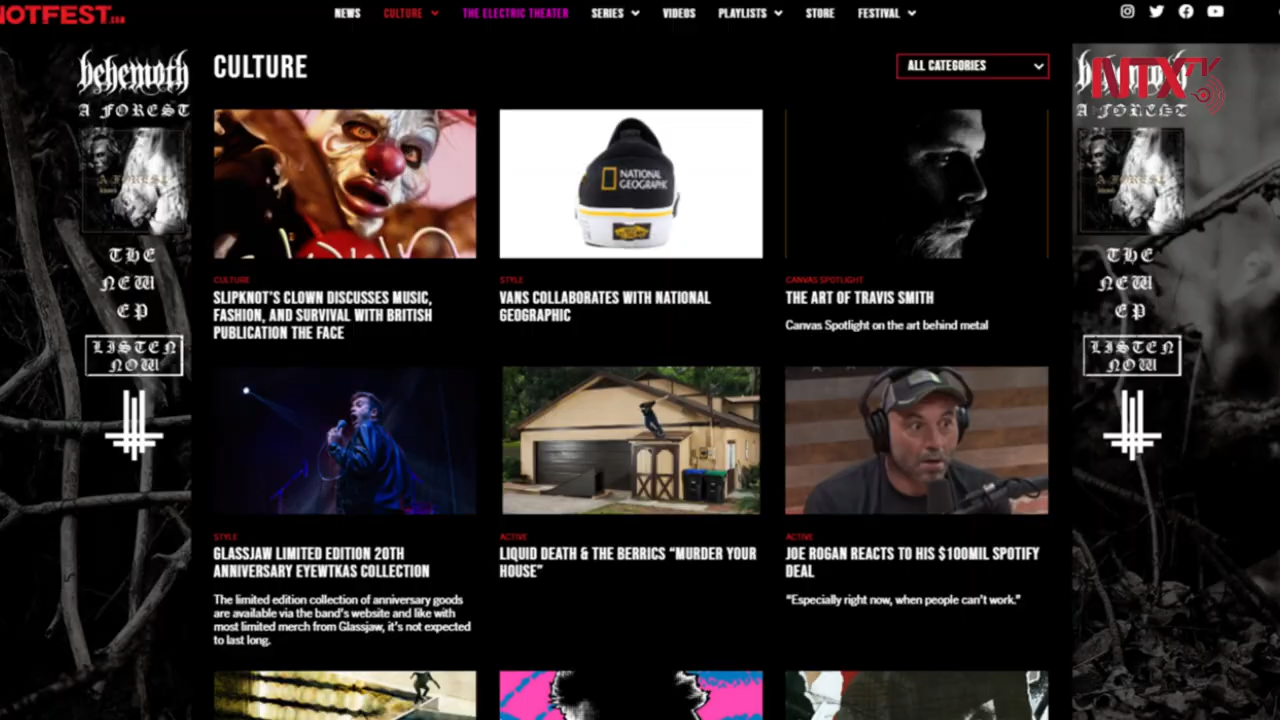 NOTFEST.com
NEWS
CULTURE
THE ELECTRIC THEATER
SERIES
VIDEOS
PLAYLISTS
STORE
FESTIVAL
behemoth
A FOREST
A FOREST
THE
NEW
EP
LISTEN
NOW
CULTURE
ALL CATEGORIES
NATIONAL
GEOGRAPHIC
CULTURE
SLIPKNOT'S CLOWN DISCUSSES MUSIC,
FASHION, AND SURVIVAL WITH BRITISH
PUBLICATION THE FACE
STYLE
VANS COLLABORATES WITH NATIONAL
GEOGRAPHIC
CANVAS SPOTLIGHT
THE ART OF TRAVIS SMITH
Canvas Spotlight on the art behind metal
STYLE
GLASSJAW LIMITED EDITION 20TH
ANNIVERSARY EYEWTKAS COLLECTION
The limited edition collection of anniversary goods
are available via the band's website and like with
most limited merch from Glassjaw, it's not expected
to last long.
ACTIVE
LIQUID DEATH & THE BERRICS "MURDER YOUR
HOUSE"
ACTIVE
JOE ROGAN REACTS TO HIS $100MIL SPOTIFY
DEAL
"Especially right now, when people can't work."
behemoth
NTXTV
A FOREST
A FOREST
THE
NEW
EP
LISTEN
NOW